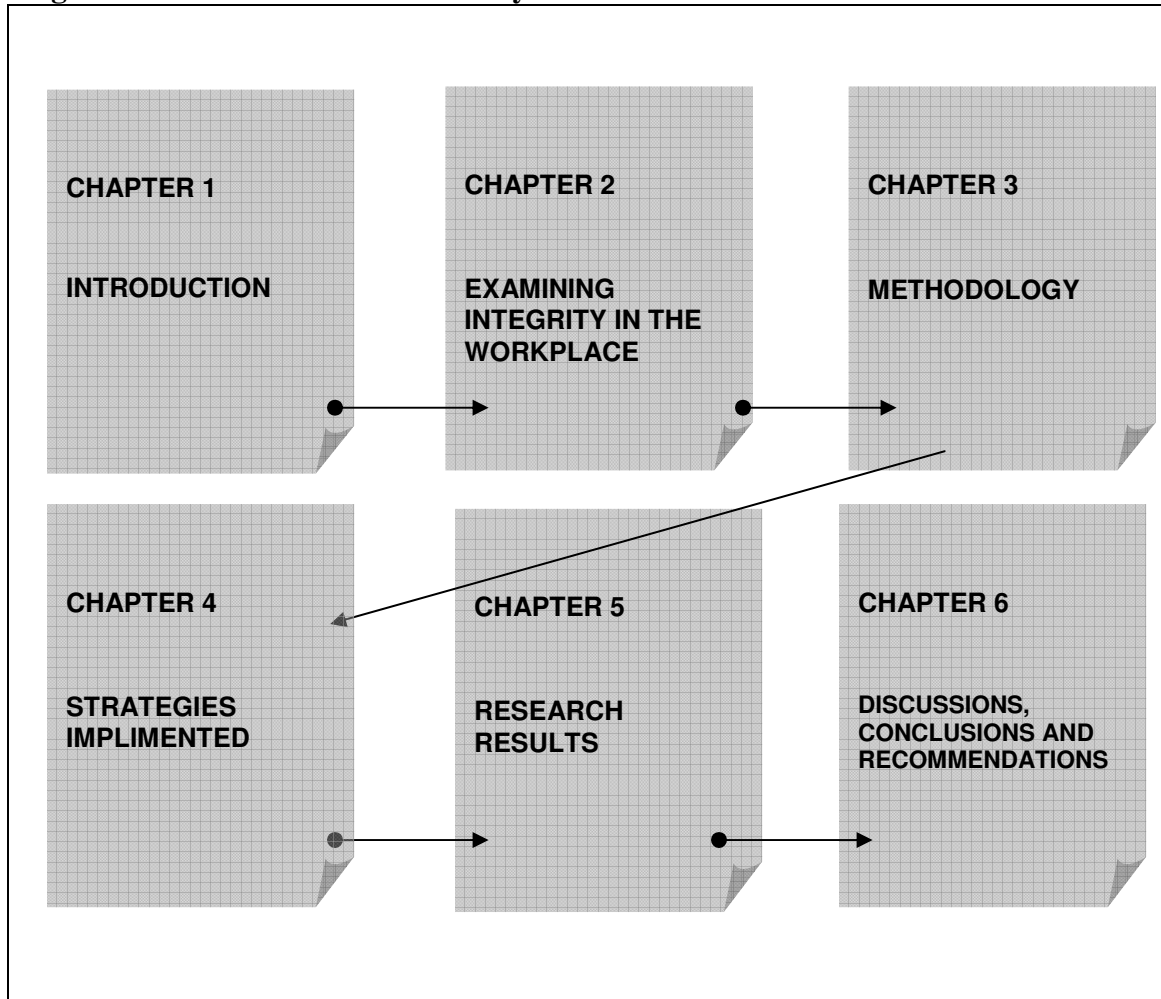 CHAPTER 1
INTRODUCTION
CHAPTER 2
EXAMINING
INTEGRITY IN THE
WORKPLACE
CHAPTER 3
METHODOLOGY
CHAPTER 4
STRATEGIES
IMPLIMENTED
CHAPTER 5
RESEARCH
RESULTS
CHAPTER 6
DISCUSSIONS,
CONCLUSIONS AND
RECOMMENDATIONS